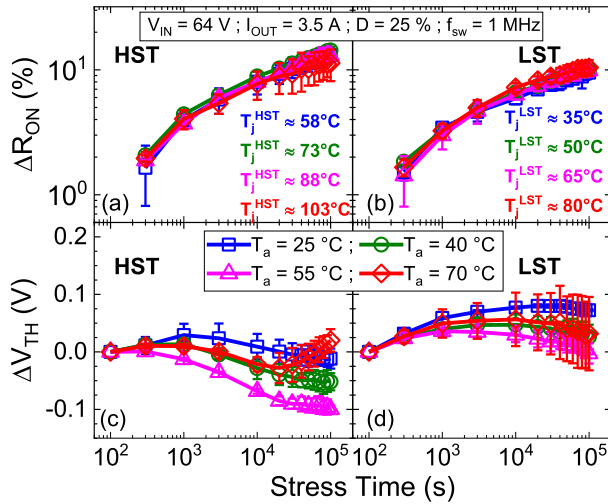 V_IN = 64 V ; I_OUT = 3.5 A ; D = 25 % ; f_sw = 1 MHz
HST
LST
10^1
10^0
ΔR_ON (%)
T_j^HST ≈ 58°C
T_j^HST ≈ 73°C
T_j^HST ≈ 88°C
T_j^HST ≈ 103°C
T_j^LST ≈ 35°C
T_j^LST ≈ 50°C
T_j^LST ≈ 65°C
T_j^LST ≈ 80°C
(a)
(b)
T_a = 25 °C ; T_a = 40 °C
T_a = 55 °C ; T_a = 70 °C
HST
LST
0.2
0.1
0.0
-0.1
ΔV_TH (V)
(c)
(d)
10^2 10^3 10^4 10^5 10^2 10^3 10^4 10^5
Stress Time (s)